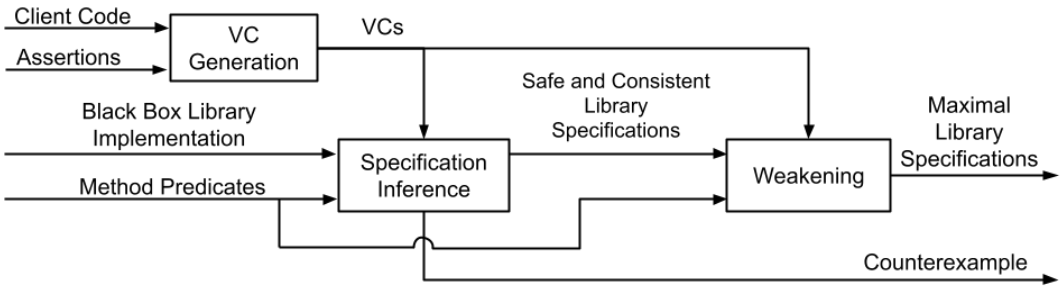 Client Code
Assertions
VC
Generation
VCs
Black Box Library
Implementation
Method Predicates
Specification
Inference
Safe and Consistent
Library
Specifications
Weakening
Maximal
Library
Specifications
Counterexample